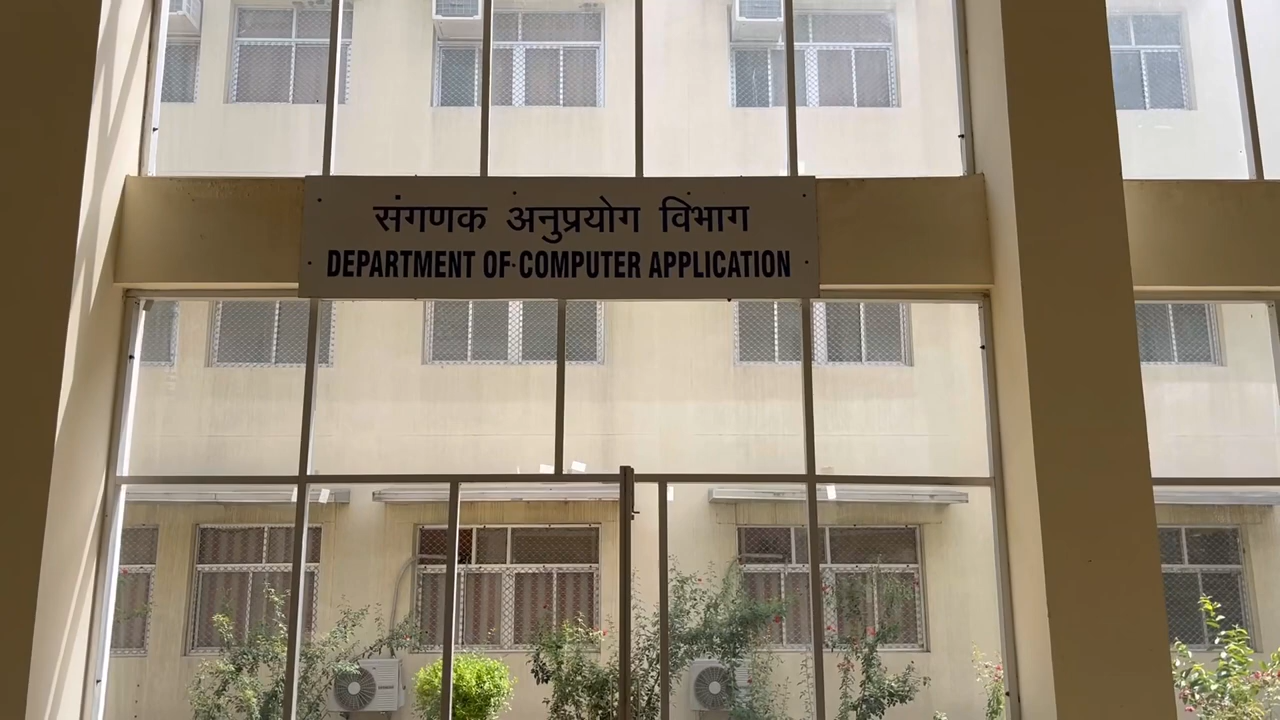 संगणक अनुप्रयोग विभाग
DEPARTMENT OF COMPUTER APPLICATION